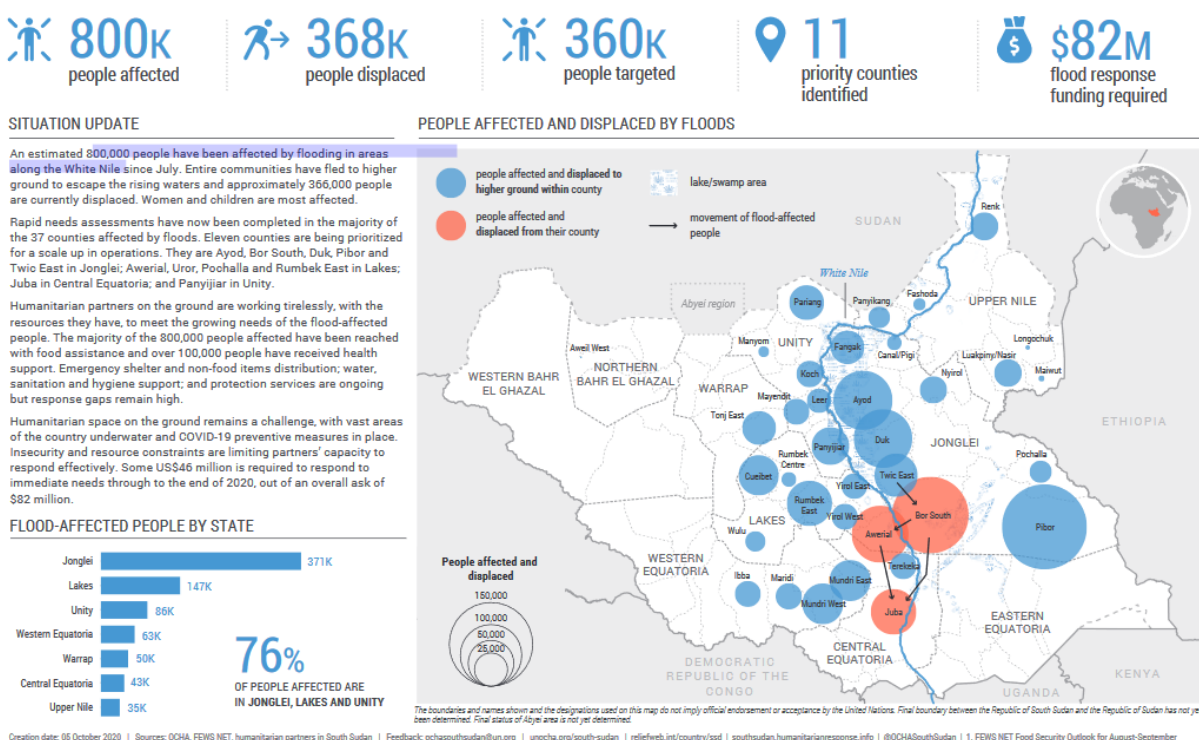 800K
people affected
368K
people displaced
360K
people targeted
11
priority counties
identified
$82M
flood response
funding required
SITUATION UPDATE
An estimated 800,000 people have been affected by flooding in areas
along the White Nile since July. Entire communities have fled to higher
ground to escape the rising waters and approximately 366,000 people
are currently displaced. Women and children are most affected.
Rapid needs assessments have now been completed in the majority of
the 37 counties affected by floods. Eleven counties are being prioritized
for a scale up in operations. They are Ayod, Bor South, Duk, Pibor and
Twic East in Jonglei; Awerial, Uror, Pochalla and Rumbek East in Lakes;
Juba in Central Equatoria; and Panyijiar in Unity.
Humanitarian partners on the ground are working tirelessly, with the
resources they have, to meet the growing needs of the flood-affected
people. The majority of the 800,000 people affected have been reached
with food assistance and over 100,000 people have received health
support. Emergency shelter and non-food items distribution; water,
sanitation and hygiene support; and protection services are ongoing
but response gaps remain high.
Humanitarian space on the ground remains a challenge, with vast areas
of the country underwater and COVID-19 preventive measures in place.
Insecurity and resource constraints are limiting partners' capacity to
respond effectively. Some US$46 million is required to respond to
immediate needs through to the end of 2020, out of an overall ask of
$82 million.
FLOOD-AFFECTED PEOPLE BY STATE
Jonglei 371K
Lakes 147K
Unity 86K
Western Equatoria 63K
Warrap 50K
Central Equatoria 43K
Upper Nile 35K
76%
OF PEOPLE AFFECTED ARE
IN JONGLEI, LAKES AND UNITY
PEOPLE AFFECTED AND DISPLACED BY FLOODS
people affected and displaced to
higher ground within county
lake/swamp area
people affected and
displaced from their county
movement of flood-affected
people
SUDAN
Renk
White Nile
Abyei region
Pariang
Panyikang
Fashoda
UPPER NILE
Manyom
UNITY
Fangak
Canal/Pigi
Longochuk
Luakpiny/Nasir
Maiwut
Aweil West
NORTHERN
BAHR EL GHAZAL
WESTERN BAHR
EL GHAZAL
WARRAP
Koch
Nyirol
Mayendit
Leer
Ayod
Tonj East
ETHIOPIA
Panyijiar
Duk
JONGLEI
Rumbek
Centre
Pochalla
Cueibet
Twic East
Yirol East
Rumbek
East
Yirol West
Bor South
LAKES
Wulu
Awerial
Pibor
WESTERN
EQUATORIA
Terekeka
Ibba
Maridi
Mundri East
Mundri West
Juba
EASTERN
EQUATORIA
CENTRAL
EQUATORIA
DEMOCRATIC
REPUBLIC OF THE
CONGO
UGANDA
KENYA
People affected and
displaced
150,000
100,000
50,000
25,000
The boundaries and names shown and the designations used on this map do not imply official endorsement or acceptance by the United Nations. Final boundary between the Republic of South Sudan and the Republic of Sudan has not ye
been determined. Final status of Abyei area is not yet determined.
Creation date: 05 October 2020 | Sources: OCHA, FEWS NET, humanitarian partners in South Sudan | Feedback: ochasouthsudan@un.org | unocha.org/south-sudan | reliefweb.int/country/ssd | southsudan.humanitarianresponse.info | @OCHASouthSudan | 1. FEWS NET Food Security Outlook for August-September